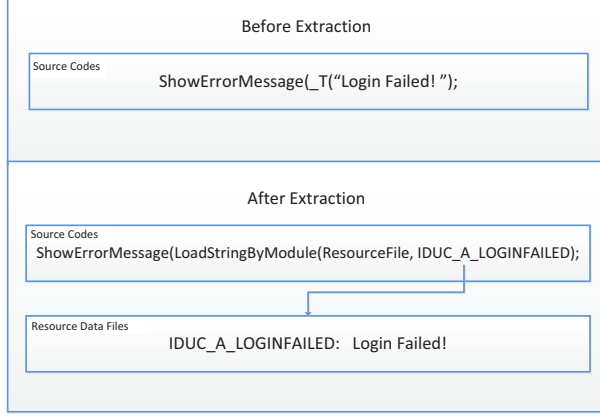 Before Extraction
Source Codes
ShowErrorMessage(_T(“Login Failed! ”);
After Extraction
Source Codes
ShowErrorMessage(LoadStringByModule(ResourceFile, IDUC_A_LOGINFAILED);
Resource Data Files
IDUC_A_LOGINFAILED: Login Failed!